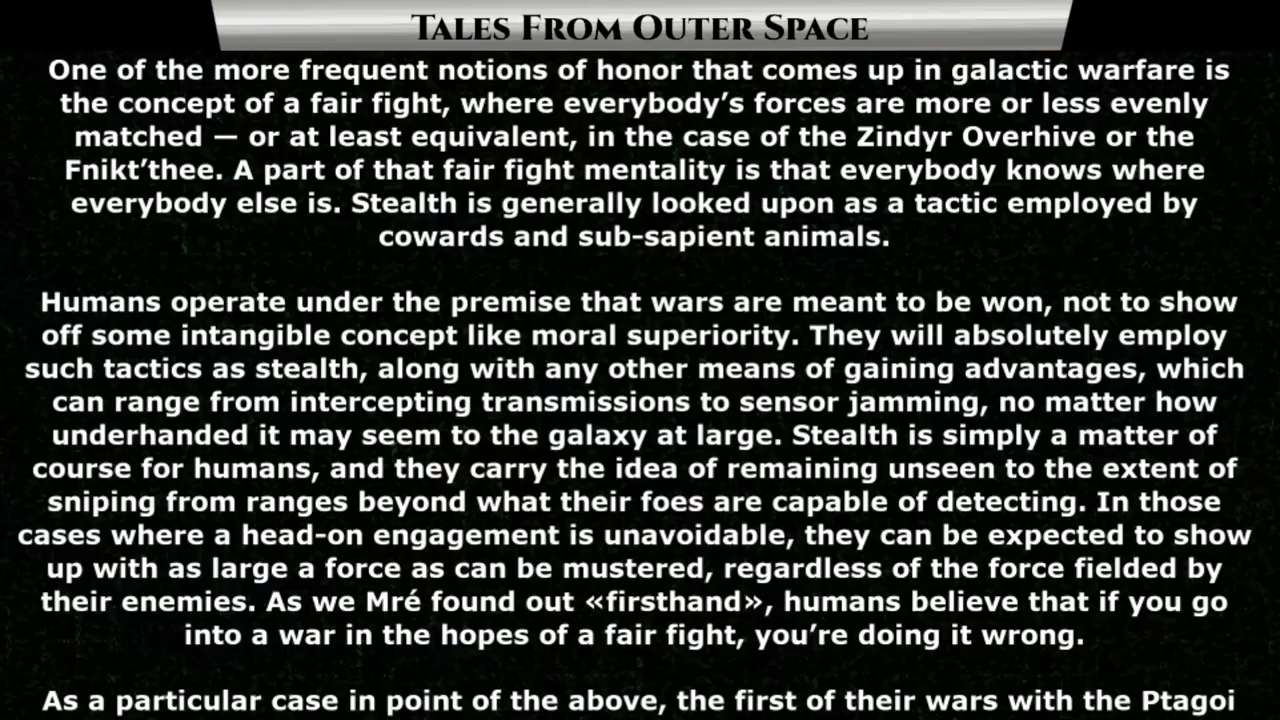 Tales From Outer Space
One of the more frequent notions of honor that comes up in galactic warfare is
the concept of a fair fight, where everybody’s forces are more or less evenly
matched — or at least equivalent, in the case of the Zindyr Overhive or the
Fnikt’thee. A part of that fair fight mentality is that everybody knows where
everybody else is. Stealth is generally looked upon as a tactic employed by
cowards and sub-sapient animals.
Humans operate under the premise that wars are meant to be won, not to show
off some intangible concept like moral superiority. They will absolutely employ
such tactics as stealth, along with any other means of gaining advantages, which
can range from intercepting transmissions to sensor jamming, no matter how
underhanded it may seem to the galaxy at large. Stealth is simply a matter of
course for humans, and they carry the idea of remaining unseen to the extent of
sniping from ranges beyond what their foes are capable of detecting. In those
cases where a head-on engagement is unavoidable, they can be expected to show
up with as large a force as can be mustered, regardless of the force fielded by
their enemies. As we Mré found out «firsthand», humans believe that if you go
into a war in the hopes of a fair fight, you’re doing it wrong.
As a particular case in point of the above, the first of their wars with the Ptagoi